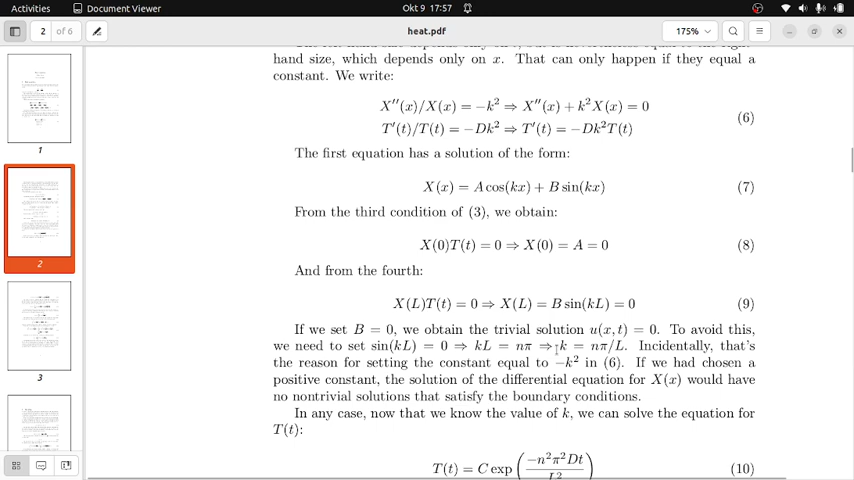 Activities Document Viewer Okt 9 17:57
2 of 6 heat.pdf 175%
hand size, which depends only on x. That can only happen if they equal a
constant. We write:
X′′(x)/X(x) = −k² ⇒ X′′(x) + k²X(x) = 0
(6)
T′(t)/T(t) = −Dk² ⇒ T′(t) = −Dk²T(t)
The first equation has a solution of the form:
X(x) = A cos(kx) + B sin(kx) (7)
From the third condition of (3), we obtain:
X(0)T(t) = 0 ⇒ X(0) = A = 0 (8)
And from the fourth:
X(L)T(t) = 0 ⇒ X(L) = B sin(kL) = 0 (9)
If we set B = 0, we obtain the trivial solution u(x, t) = 0. To avoid this,
we need to set sin(kL) = 0 ⇒ kL = nπ ⇒ k = nπ/L. Incidentally, that's
the reason for setting the constant equal to −k² in (6). If we had chosen a
positive constant, the solution of the differential equation for X(x) would have
no nontrivial solutions that satisfy the boundary conditions.
In any case, now that we know the value of k, we can solve the equation for
T(t):
T(t) = C exp(−n²π²Dt/L²) (10)
1
2
3